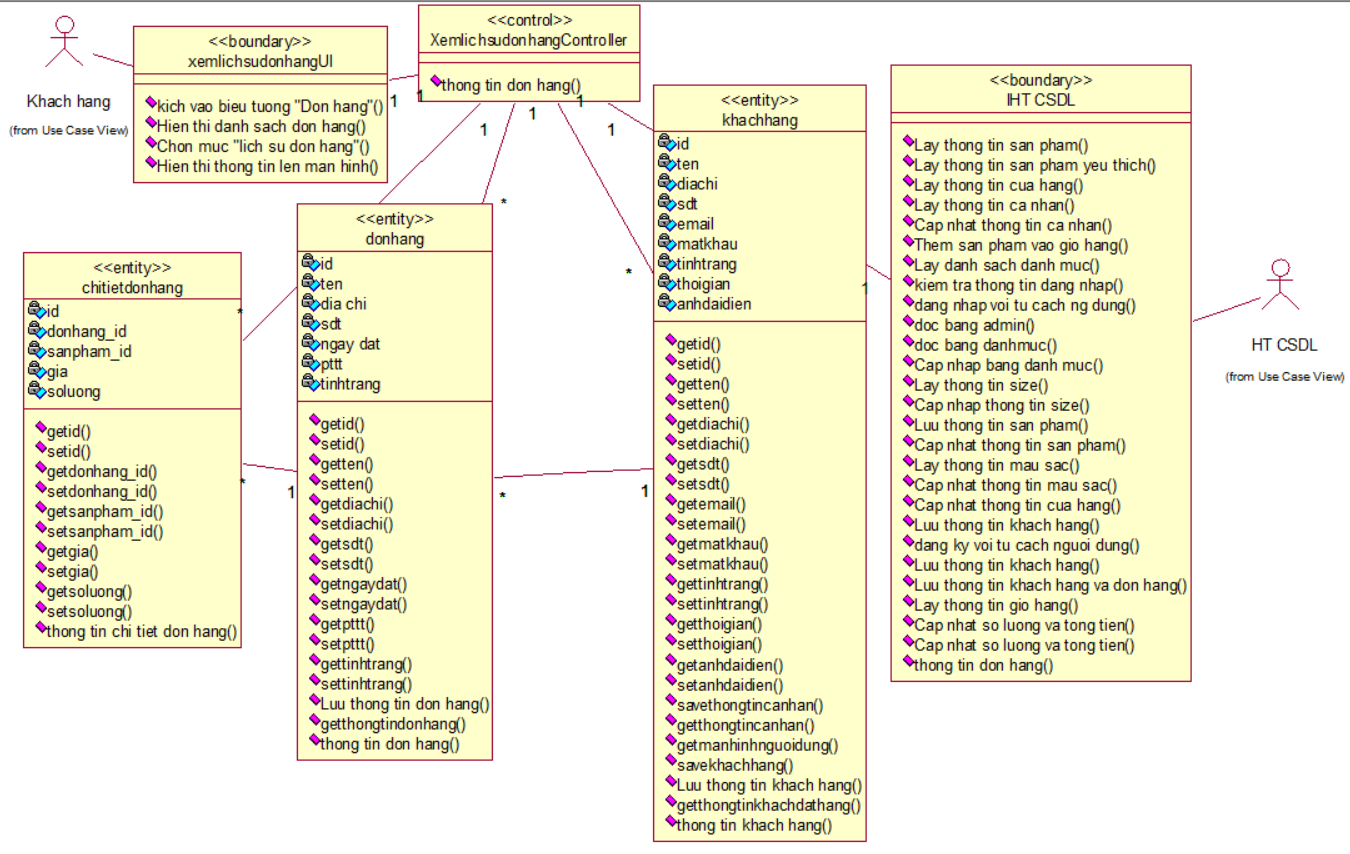 Khach hang
(from Use Case View)
<<boundary>>
xemlichsudonhangUI
kich vao bieu tuong "Don hang"()
Hien thi danh sach don hang()
Chon muc "lich su don hang"()
Hien thi thong tin len man hinh()
<<control>>
XemlichsudonhangController
thong tin don hang()
1
1
1
1
1
1
*
*
*
<<entity>>
chitietdonhang
id
donhang_id
sanpham_id
gia
soluong
getid()
setid()
getdonhang_id()
setdonhang_id()
getsanpham_id()
setsanpham_id()
getgia()
setgia()
getsoluong()
setsoluong()
thong tin chi tiet don hang()
*
1
<<entity>>
donhang
id
ten
dia chi
sdt
ngay dat
pttt
tinhtrang
getid()
setid()
getten()
setten()
getdiachi()
setdiachi()
getsdt()
setsdt()
getngaydat()
setngaydat()
getpttt()
setpttt()
gettinhtrang()
settinhtrang()
Luu thong tin don hang()
getthongtindonhang()
thong tin don hang()
*
1
<<entity>>
khachhang
id
ten
diachi
sdt
email
matkhau
tinhtrang
thoigian
anhdaidien
getid()
setid()
getten()
setten()
getdiachi()
setdiachi()
getsdt()
setsdt()
getemail()
setemail()
getmatkhau()
setmatkhau()
gettinhtrang()
settinhtrang()
getthoigian()
setthoigian()
getanhdaidien()
setanhdaidien()
savethongtincanhan()
getthongtincanhan()
getmanhinhnguoidung()
savekhachhang()
Luu thong tin khach hang()
getthongtinkhachdathang()
thong tin khach hang()
1
<<boundary>>
IHT CSDL
Lay thong tin san pham()
Lay thong tin san pham yeu thich()
Lay thong tin cua hang()
Lay thong tin ca nhan()
Cap nhat thong tin ca nhan()
Them san pham vao gio hang()
Lay danh sach danh muc()
kiem tra thong tin dang nhap()
dang nhap voi tu cach ng dung()
doc bang admin()
doc bang danhmuc()
Cap nhap bang danh muc()
Lay thong tin size()
Cap nhap thong tin size()
Luu thong tin san pham()
Cap nhat thong tin san pham()
Lay thong tin mau sac()
Cap nhat thong tin mau sac()
Cap nhat thong tin cua hang()
Luu thong tin khach hang()
dang ky voi tu cach nguoi dung()
Luu thong tin khach hang()
Luu thong tin khach hang va don hang()
Lay thong tin gio hang()
Cap nhat so luong va tong tien()
Cap nhat so luong va tong tien()
thong tin don hang()
HT CSDL
(from Use Case View)